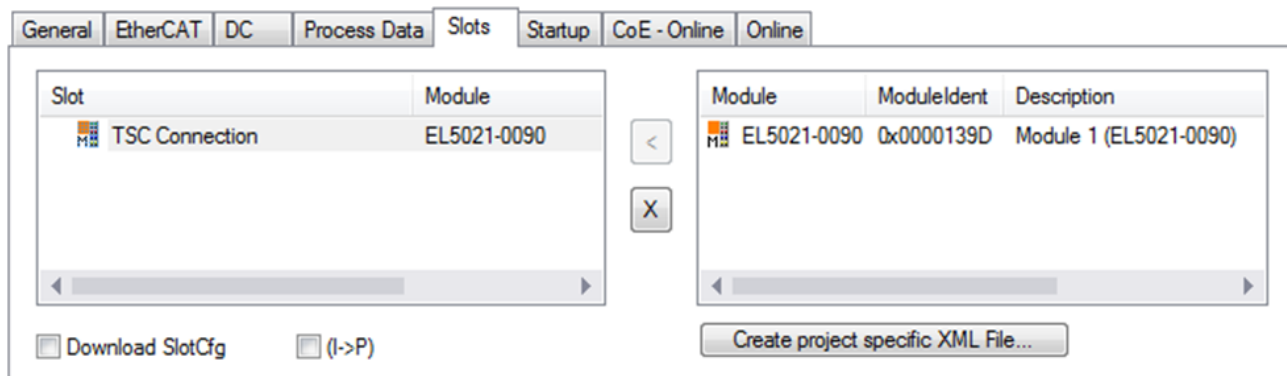 General EtherCAT DC Process Data Slots Startup CoE - Online Online
Slot Module
TSC Connection EL5021-0090
<
X
Module ModuleIdent Description
EL5021-0090 0x0000139D Module 1 (EL5021-0090)
Download SlotCfg (I->P)
Create project specific XML File...